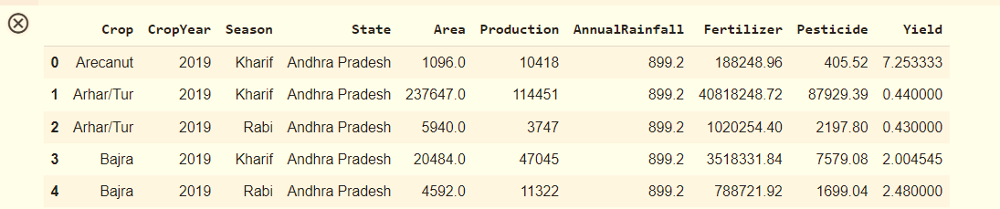 Crop CropYear Season State Area Production AnnualRainfall Fertilizer Pesticide Yield
0 Arecanut 2019 Kharif Andhra Pradesh 1096.0 10418 899.2 188248.96 405.52 7.253333
1 Arhar/Tur 2019 Kharif Andhra Pradesh 237647.0 114451 899.2 40818248.72 87929.39 0.440000
2 Arhar/Tur 2019 Rabi Andhra Pradesh 5940.0 3747 899.2 1020254.40 2197.80 0.430000
3 Bajra 2019 Kharif Andhra Pradesh 20484.0 47045 899.2 3518331.84 7579.08 2.004545
4 Bajra 2019 Rabi Andhra Pradesh 4592.0 11322 899.2 788721.92 1699.04 2.480000